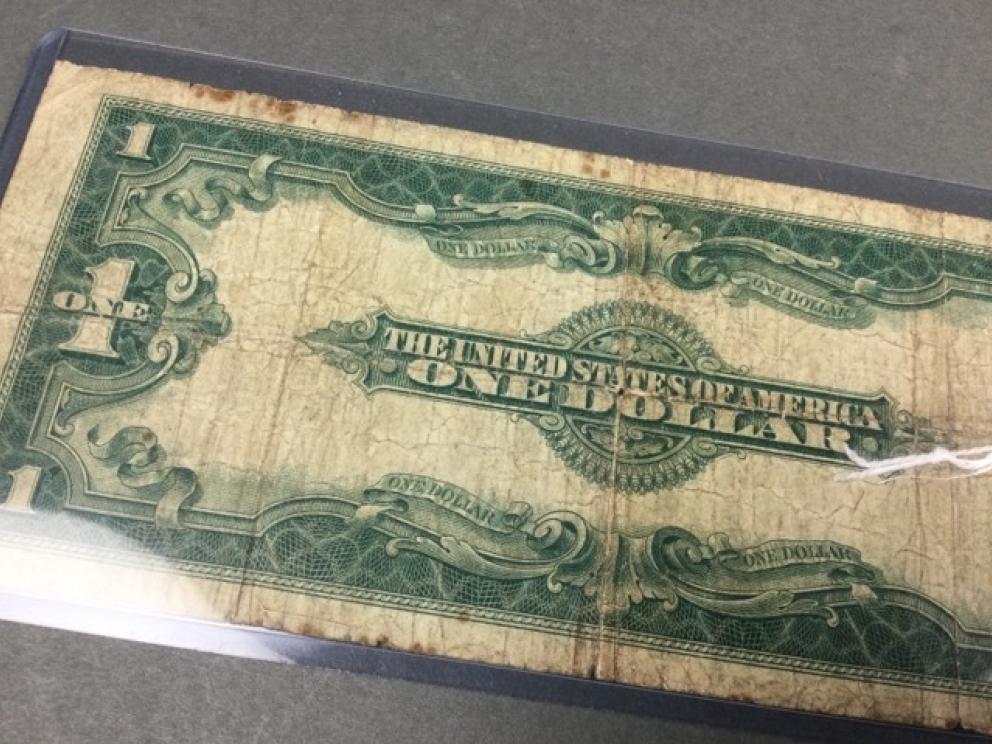 1
ONE DOLLAR
ONE DOLLAR
1
ONE
THE UNITED STATES OF AMERICA
ONE DOLLAR
1
ONE DOLLAR
ONE DOLLAR